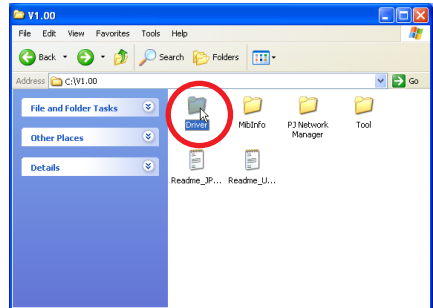 V1.00
File Edit View Favorites Tools Help
Back Search Folders
Address C:\V1.00 Go
File and Folder Tasks
Other Places
Details
Driver MibInfo PJ Network Manager Tool
Readme_JP... Readme_U...